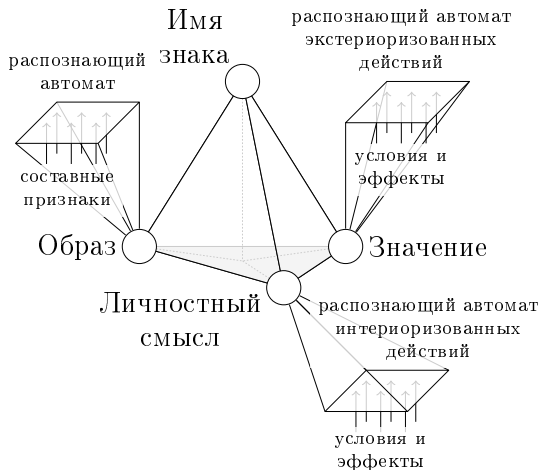 Имя
знака
распознающий
автомат
составные
признаки
распознающий автомат
экстериоризованных
действий
условия и
эффекты
Образ
Значение
Личностный
смысл
распознающий автомат
интериоризованных
действий
условия и
эффекты